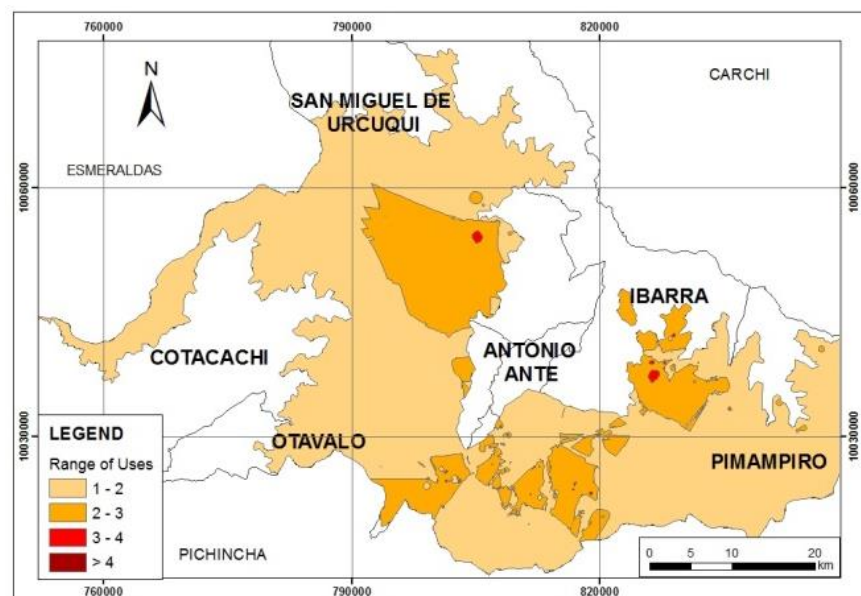 760000 790000 820000
N
CARCHI
SAN MIGUEL DE
URCUQUI
ESMERALDAS
10060000 10060000
IBARRA
COTACACHI
ANTONIO
ANTE
10030000 10030000
LEGEND
Range of Uses
1 - 2
2 - 3
3 - 4
> 4
OTAVALO
PIMAMPIRO
PICHINCHA
0 5 10 20
km
760000 790000 820000